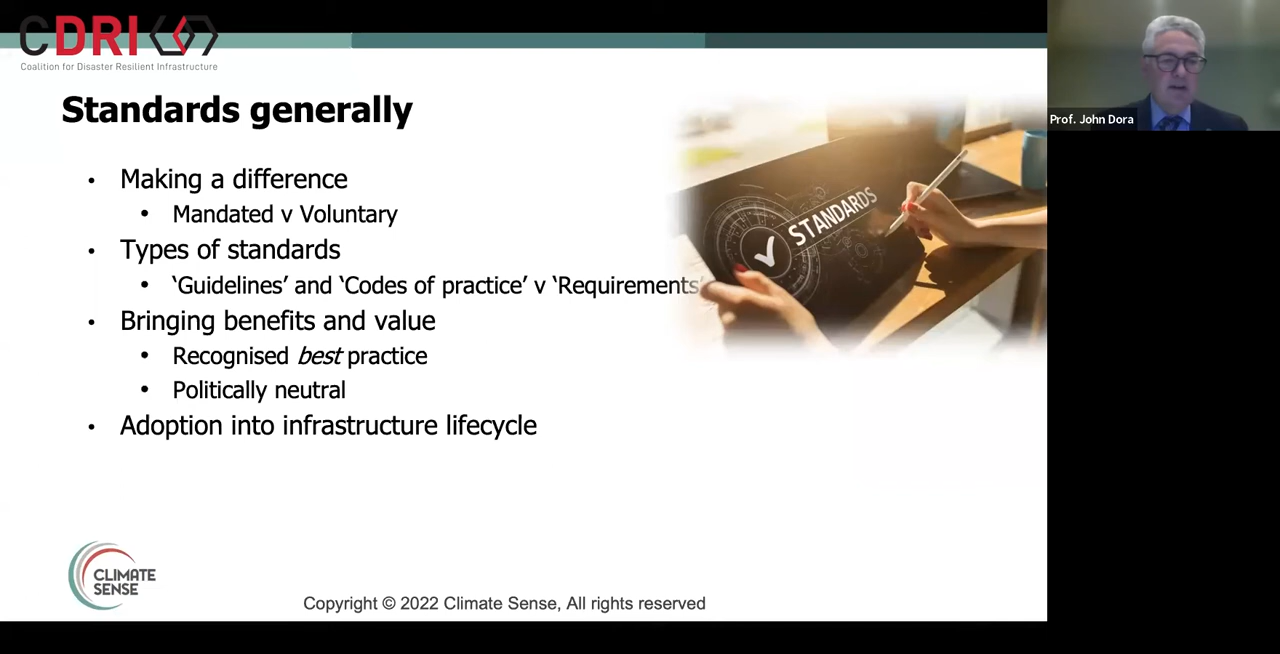 CDRI
Coalition for Disaster Resilient Infrastructure
Prof. John Dora
Standards generally
• Making a difference
• Mandated v Voluntary
• Types of standards
• ‘Guidelines’ and ‘Codes of practice’ v ‘Requirements’
• Bringing benefits and value
• Recognised best practice
• Politically neutral
• Adoption into infrastructure lifecycle
STANDARDS
CLIMATE
SENSE
Copyright © 2022 Climate Sense, All rights reserved